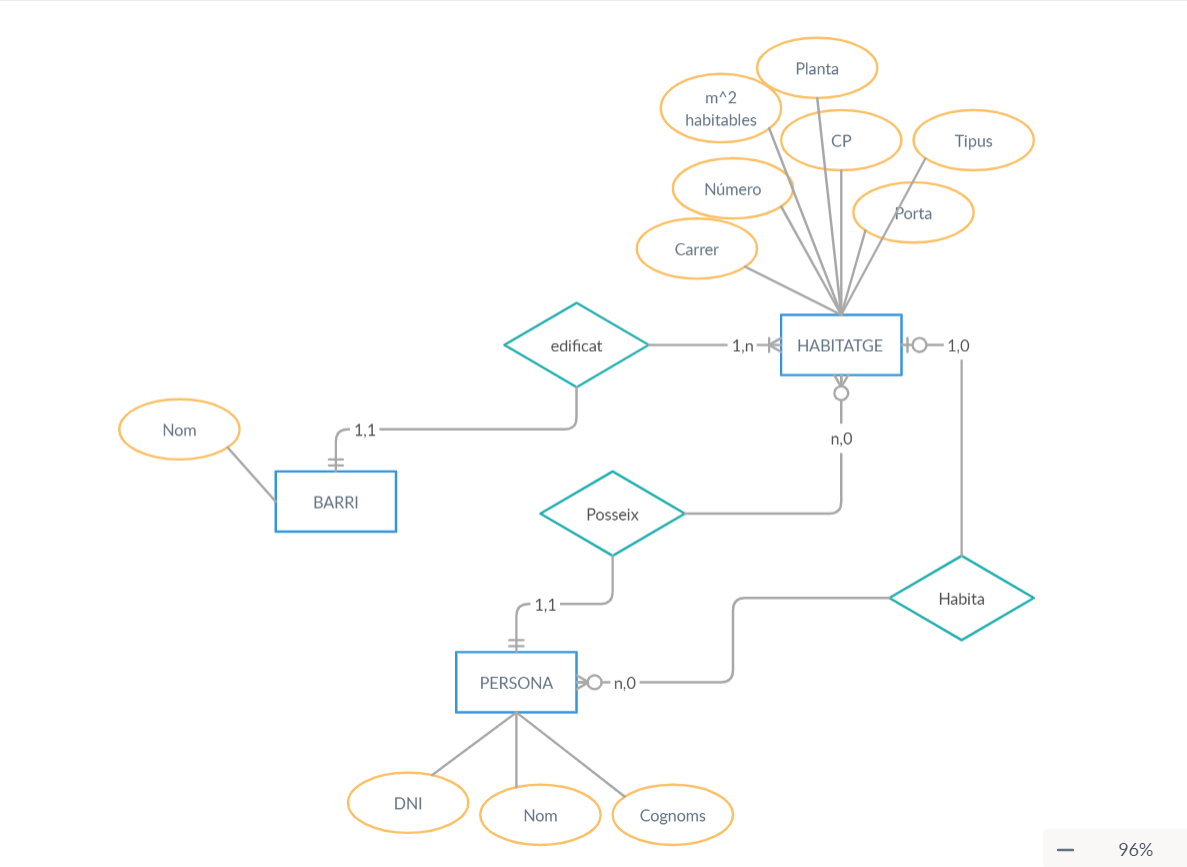 Planta
m^2
habitables
CP
Tipus
Número
Porta
Carrer
edificat
1,n
HABITATGE
1,0
Nom
1,1
n,0
BARRI
Posseix
1,1
Habita
PERSONA
n,0
DNI
Nom
Cognoms
96%